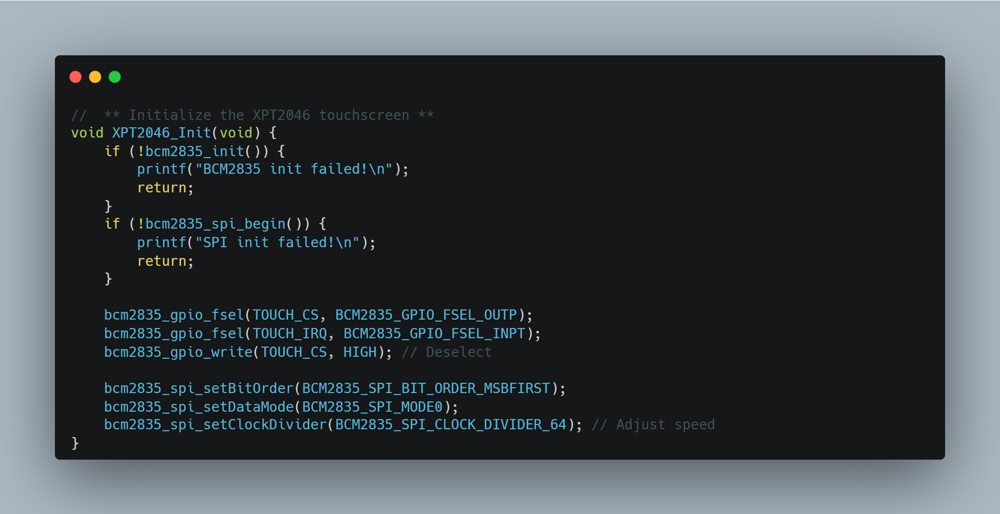 //  ** Initialize the XPT2046 touchscreen **
void XPT2046_Init(void) {
    if (!bcm2835_init()) {
        printf("BCM2835 init failed!\n");
        return;
    }
    if (!bcm2835_spi_begin()) {
        printf("SPI init failed!\n");
        return;
    }

    bcm2835_gpio_fsel(TOUCH_CS, BCM2835_GPIO_FSEL_OUTP);
    bcm2835_gpio_fsel(TOUCH_IRQ, BCM2835_GPIO_FSEL_INPT);
    bcm2835_gpio_write(TOUCH_CS, HIGH); // Deselect

    bcm2835_spi_setBitOrder(BCM2835_SPI_BIT_ORDER_MSBFIRST);
    bcm2835_spi_setDataMode(BCM2835_SPI_MODE0);
    bcm2835_spi_setClockDivider(BCM2835_SPI_CLOCK_DIVIDER_64); // Adjust speed
}